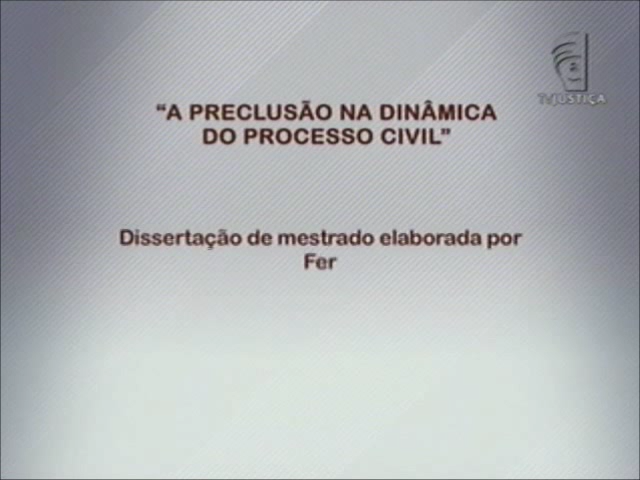 TV JUSTIÇA
“A PRECLUSÃO NA DINÂMICA
DO PROCESSO CIVIL”
Dissertação de mestrado elaborada por
Fer